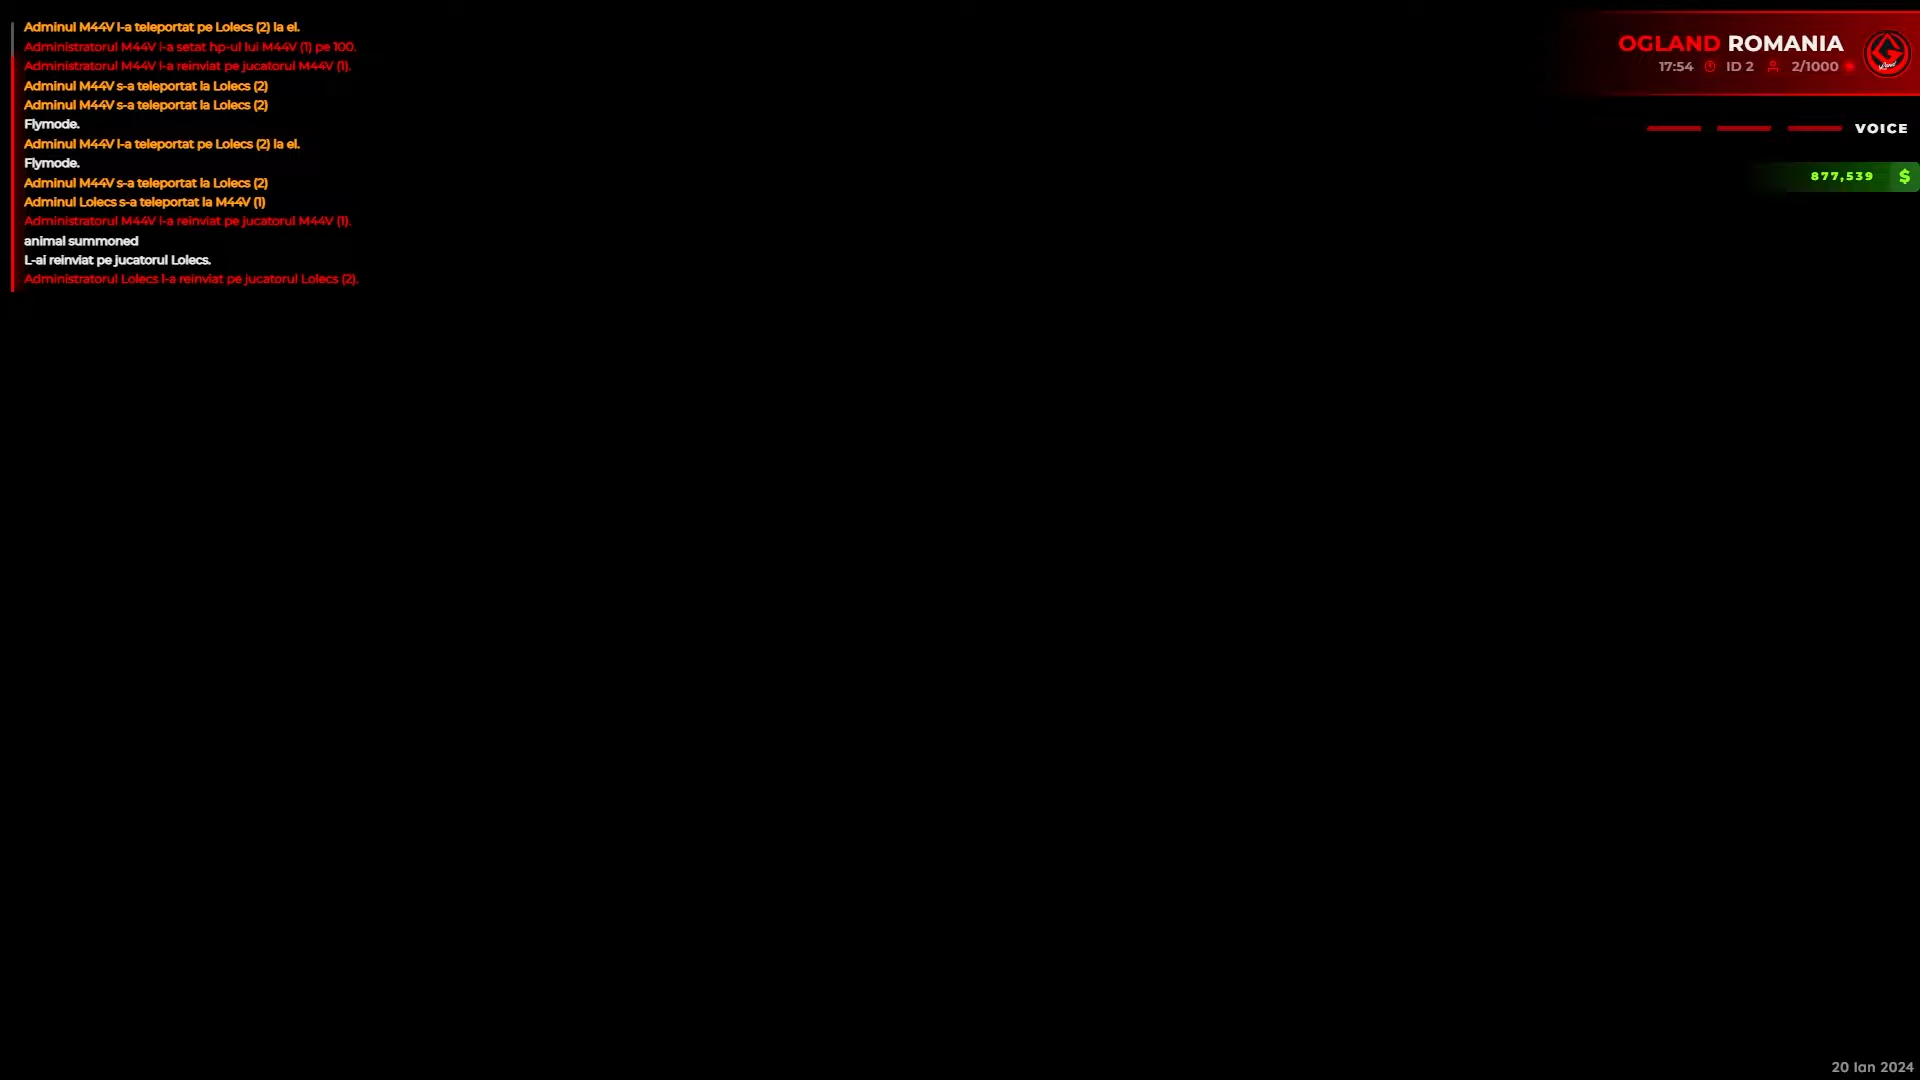 Adminul M44V l-a teleportat pe Lolecs (2) la el.
Administratorul M44V i-a setat hp-ul lui M44V (1) pe 100.
Administratorul M44V l-a reinviat pe jucatorul M44V (1).
Adminul M44V s-a teleportat la Lolecs (2)
Adminul M44V s-a teleportat la Lolecs (2)
Flymode.
Adminul M44V l-a teleportat pe Lolecs (2) la el.
Flymode.
Adminul M44V s-a teleportat la Lolecs (2)
Adminul Lolecs s-a teleportat la M44V (1)
Administratorul M44V l-a reinviat pe jucatorul M44V (1).
animal summoned
L-ai reinviat pe jucatorul Lolecs.
Administratorul Lolecs l-a reinviat pe jucatorul Lolecs (2).
OGLAND ROMANIA
17:54 ID 2 2/1000
VOICE
877,539 $
20 Ian 2024